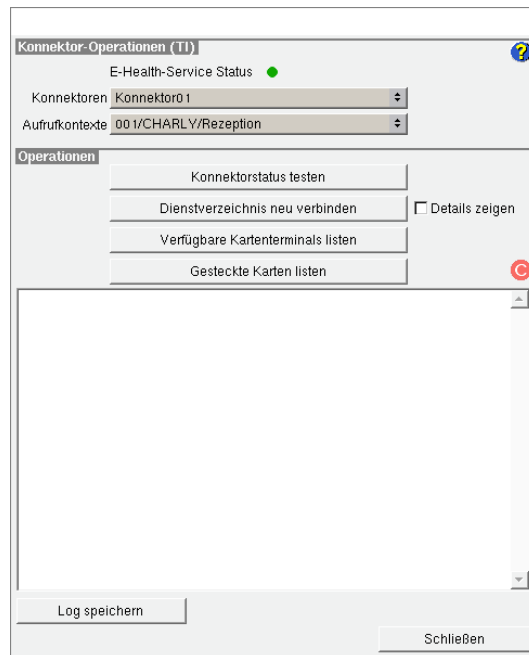 Konnektor-Operationen (TI)
?
E-Health-Service Status
Konnektoren Konnektor01
Aufrufkontexte 001/CHARLY/Rezeption
Operationen
Konnektorstatus testen
Dienstverzeichnis neu verbinden Details zeigen
Verfügbare Kartenterminals listen
Gesteckte Karten listen
C
Log speichern
Schließen